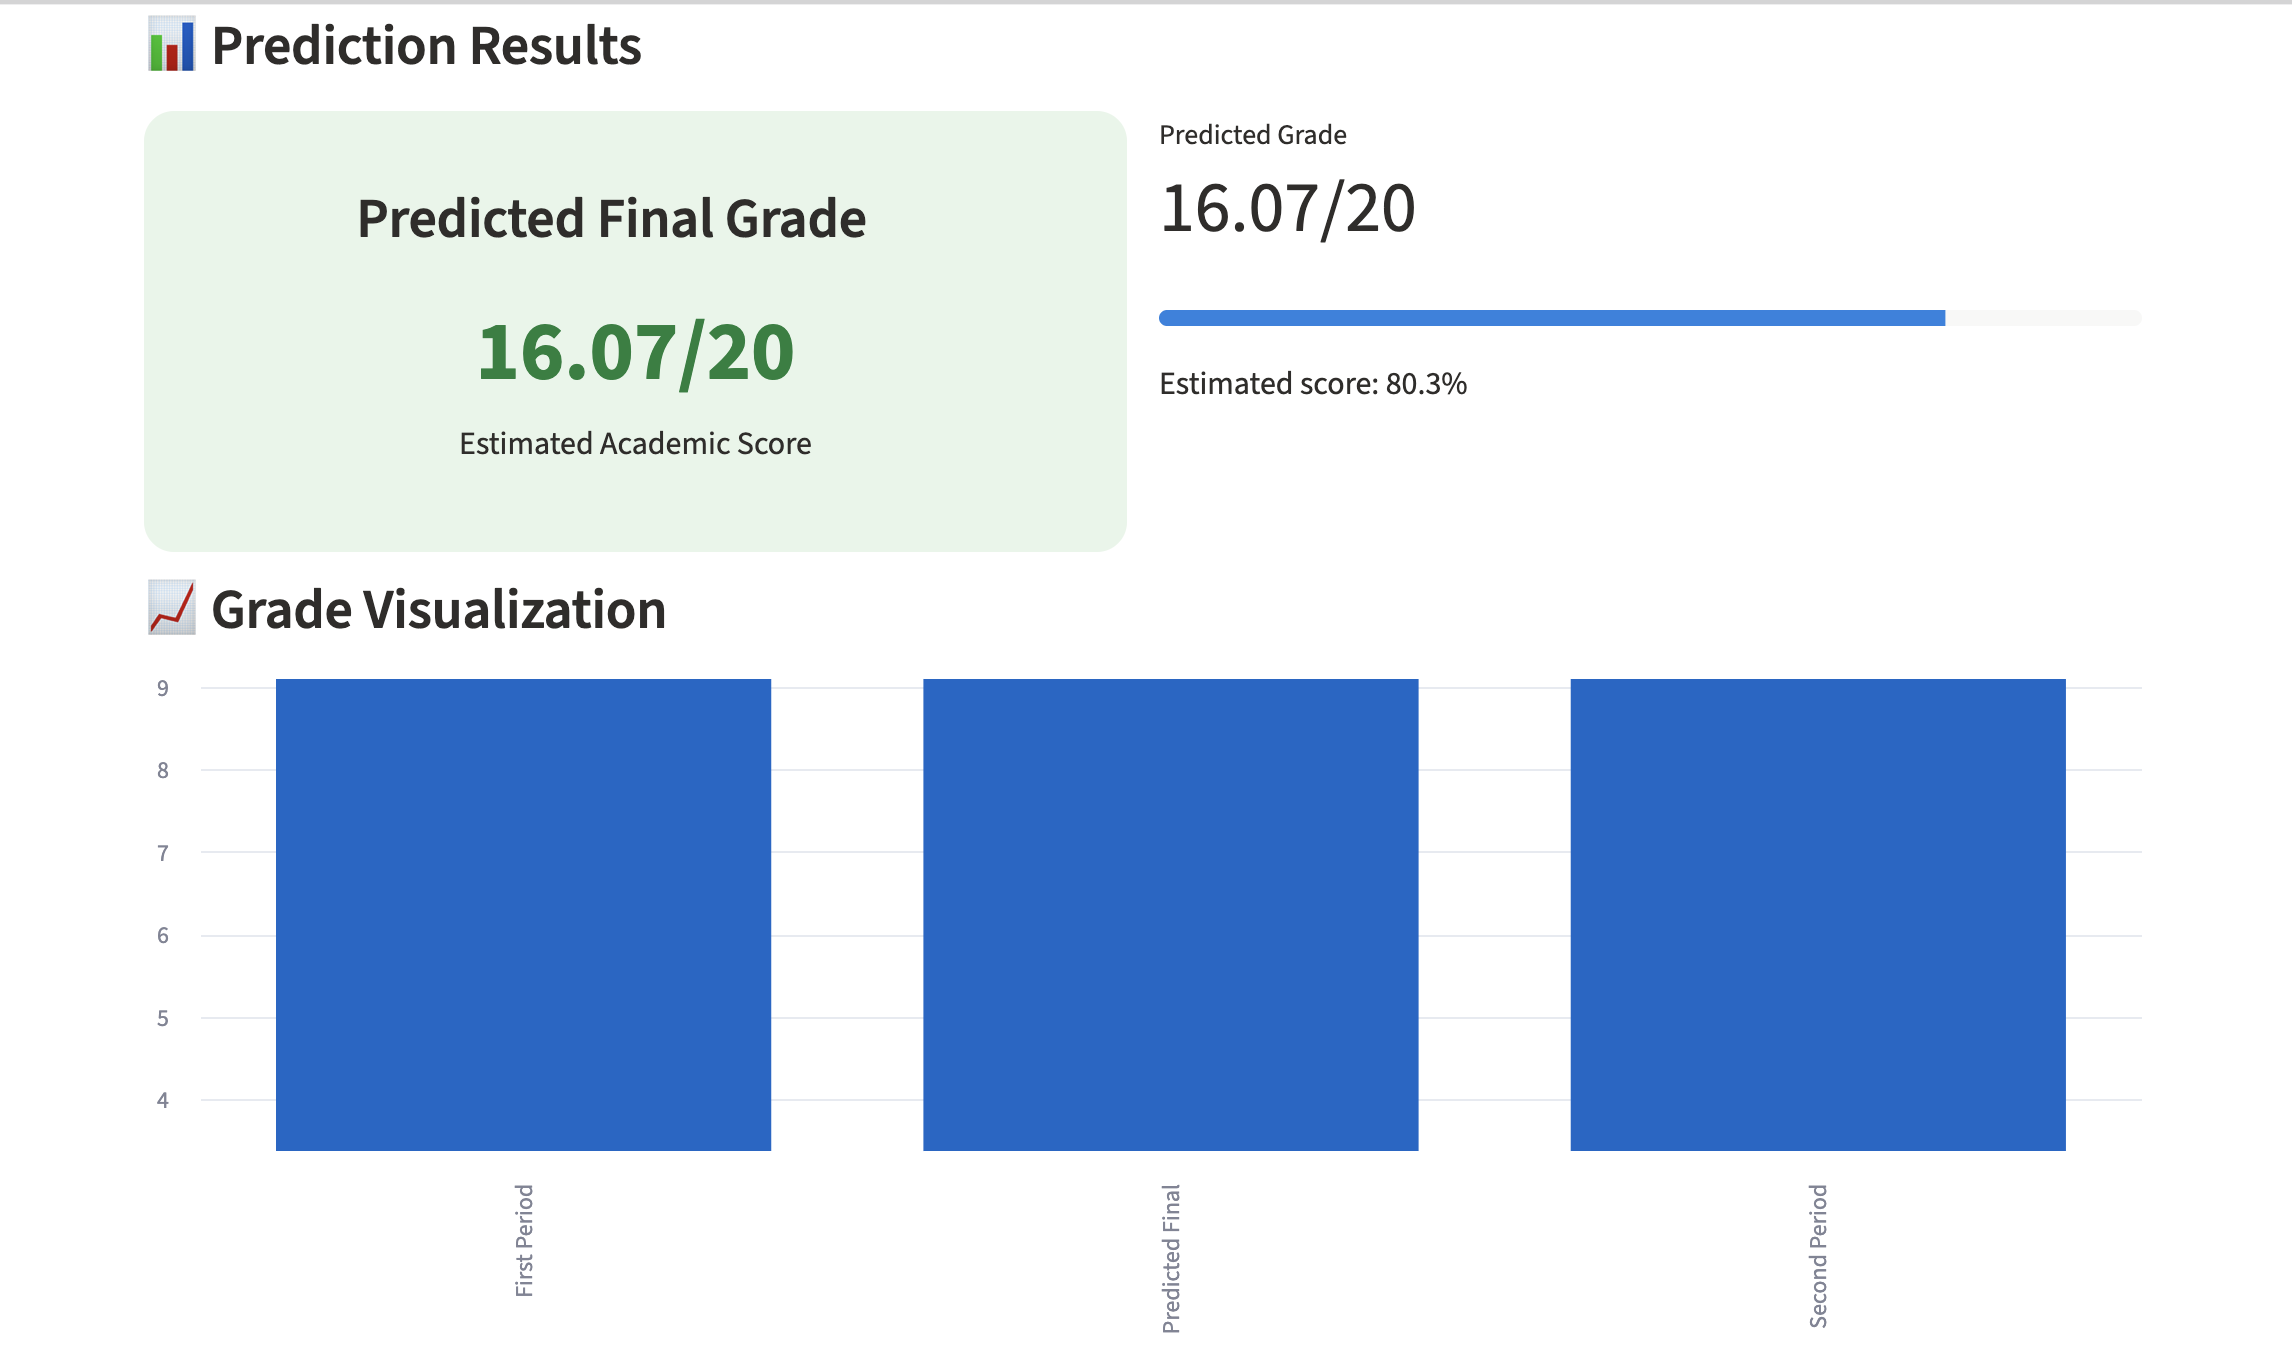 📊 Prediction Results
Predicted Final Grade
16.07/20
Estimated Academic Score
Predicted Grade
16.07/20
Estimated score: 80.3%
📈 Grade Visualization
9
8
7
6
5
4
First Period
Predicted Final
Second Period